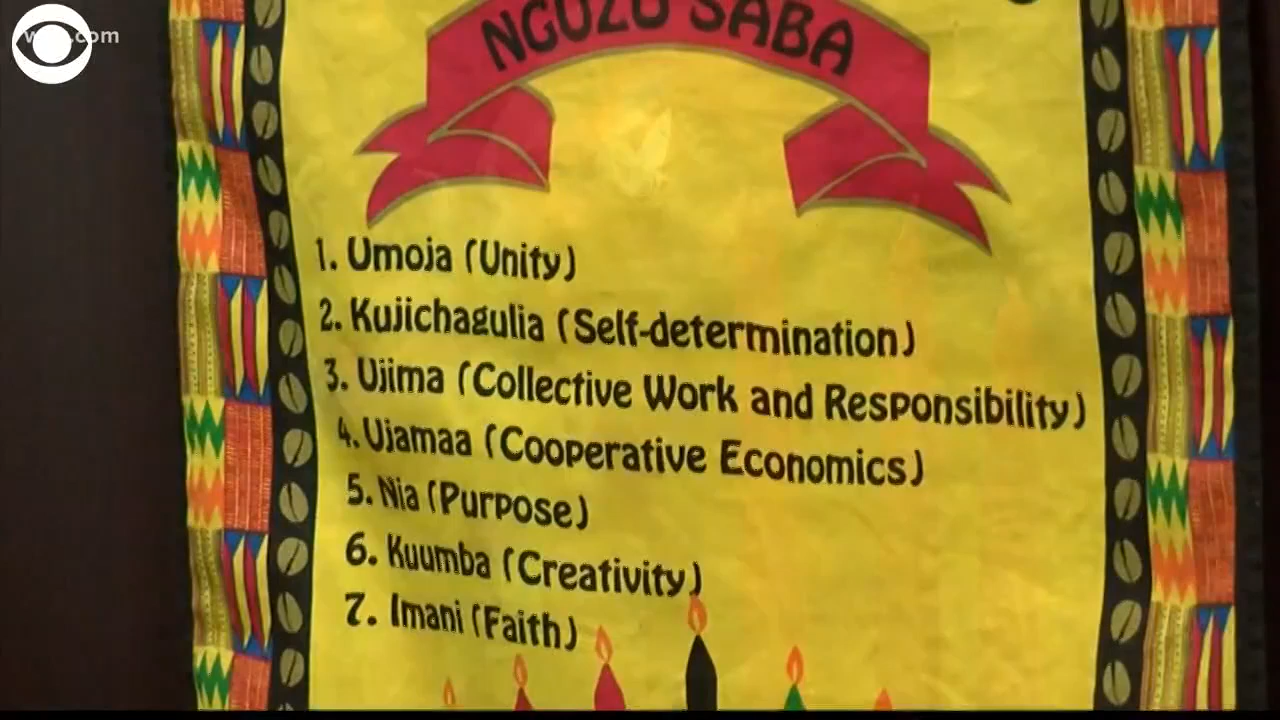 NGUZO SABA
1. Umoja (Unity)
2. Kujichagulia (Self-determination)
3. Ujima (Collective Work and Responsibility)
4. Ujamaa (Cooperative Economics)
5. Nia (Purpose)
6. Kuumba (Creativity)
7. Imani (Faith)